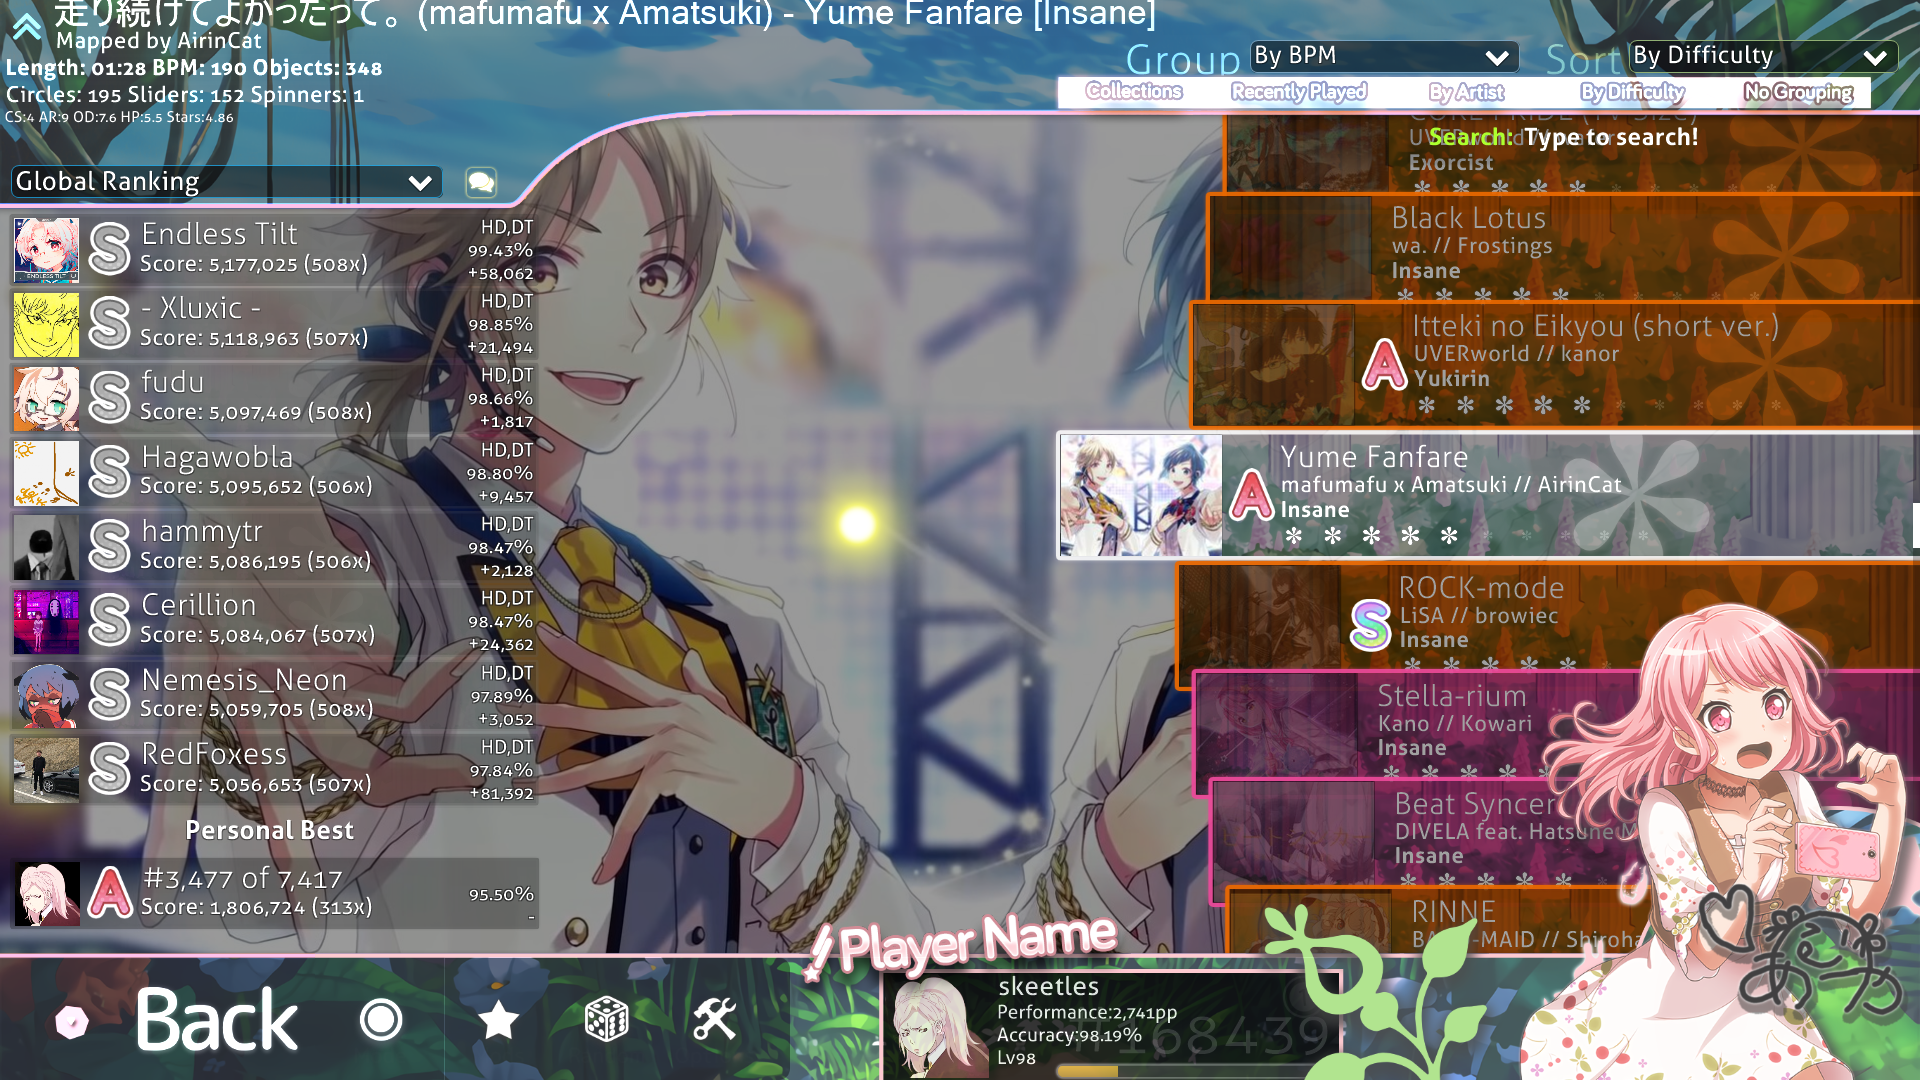 走り続けてよかったって。(mafumafu x Amatsuki) - Yume Fanfare [Insane]
Mapped by AirinCat
Length: 01:28 BPM: 190 Objects: 348
Circles: 195 Sliders: 152 Spinners: 1
CS:4 AR:9 OD:7.6 HP:5.5 Stars:4.86
Group By BPM
Sort By Difficulty
Collections
Recently Played
By Artist
By Difficulty
No Grouping
Search: Type to search!
Global Ranking
Endless Tilt
Score: 5,177,025 (508x)
HD,DT
99.43%
+58,062
- Xluxic -
Score: 5,118,963 (507x)
HD,DT
98.85%
+21,494
fudu
Score: 5,097,469 (508x)
HD,DT
98.66%
+1,817
Hagawobla
Score: 5,095,652 (506x)
HD,DT
98.80%
+9,457
hammytr
Score: 5,086,195 (506x)
HD,DT
98.47%
+2,128
Cerillion
Score: 5,084,067 (507x)
HD,DT
98.47%
+24,362
Nemesis_Neon
Score: 5,059,705 (508x)
HD,DT
97.89%
+3,052
RedFoxess
Score: 5,056,653 (507x)
HD,DT
97.84%
+81,392
Personal Best
A
#3,477 of 7,417
Score: 1,806,724 (313x)
95.50%
-
CORE PRIDE (TV Size)
Exorcist
Black Lotus
wa. // Frostings
Insane
A
Itteki no Eikyou (short ver.)
UVERworld // kanor
Yukirin
A
Yume Fanfare
mafumafu x Amatsuki // AirinCat
Insane
S
ROCK-mode
LiSA // browiec
Insane
Stella-rium
Kano // Kowari
Insane
Beat Syncer
DIVELA feat. Hatsune M
Insane
RINNE
Back
Player Name
skeetles
Performance:2,741pp
Accuracy:98.19%
Lv98
#168439